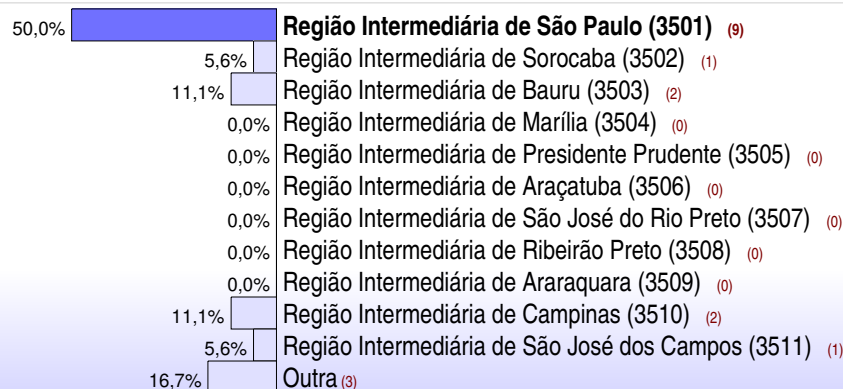 50,0% Região Intermediária de São Paulo (3501) (9)
5,6% Região Intermediária de Sorocaba (3502) (1)
11,1% Região Intermediária de Bauru (3503) (2)
0,0% Região Intermediária de Marília (3504) (0)
0,0% Região Intermediária de Presidente Prudente (3505) (0)
0,0% Região Intermediária de Araçatuba (3506) (0)
0,0% Região Intermediária de São José do Rio Preto (3507) (0)
0,0% Região Intermediária de Ribeirão Preto (3508) (0)
0,0% Região Intermediária de Araraquara (3509) (0)
11,1% Região Intermediária de Campinas (3510) (2)
5,6% Região Intermediária de São José dos Campos (3511) (1)
16,7% Outra (3)